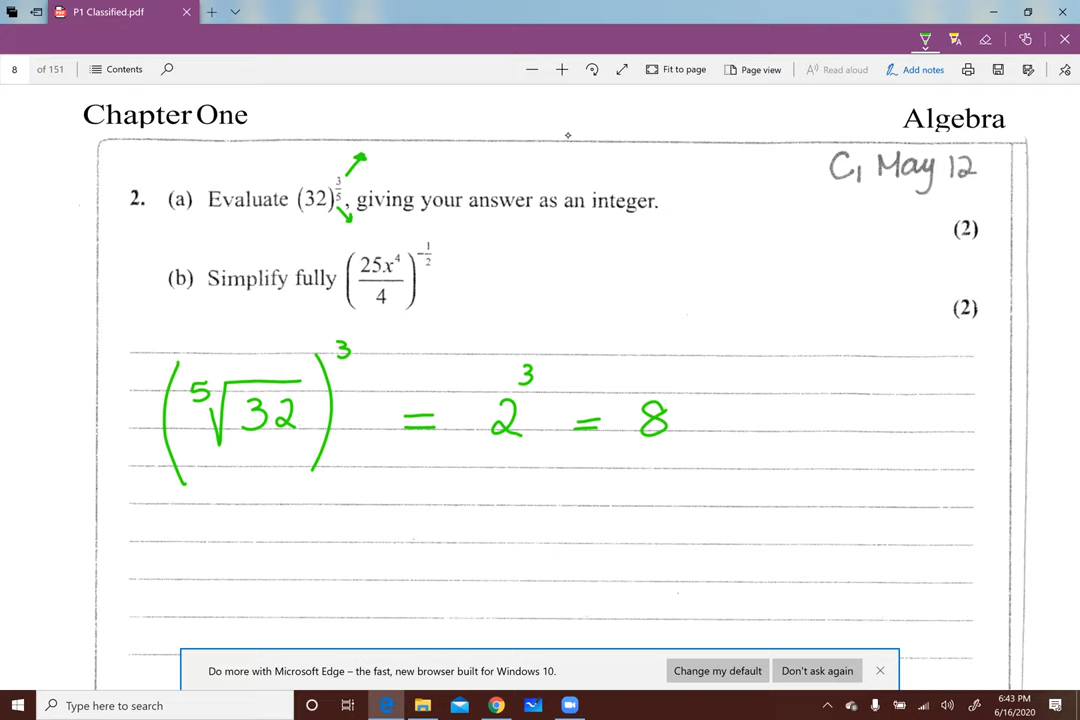 P1 Classified.pdf
8 of 151 Contents Fit to page Page view Read aloud Add notes
Chapter One Algebra
C1 May 12
2. (a) Evaluate (32)^(3/5), giving your answer as an integer.
(2)
(b) Simplify fully (25x⁴/4)^(-1/2)
(2)
(⁵√32)³ = 2³ = 8
Do more with Microsoft Edge – the fast, new browser built for Windows 10. Change my default Don't ask again
Type here to search
6:43 PM
6/16/2020